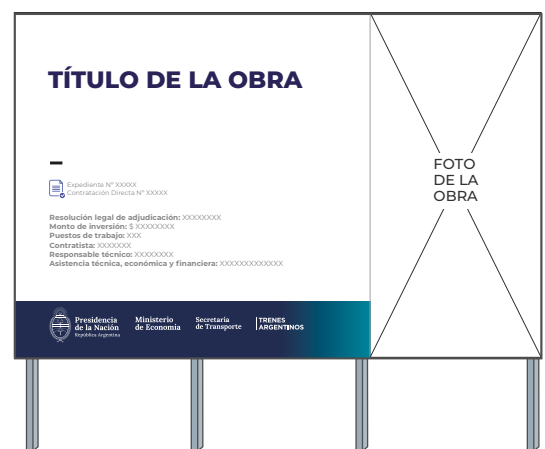 TÍTULO DE LA OBRA
Expediente Nº XXXXX
Contratación Directa Nº XXXXX
Resolución legal de adjudicación: XXXXXXXX
Monto de inversión: $ XXXXXXXX
Puestos de trabajo: XXX
Contratista: XXXXXXX
Responsable técnico: XXXXXXXX
Asistencia técnica, económica y financiera: XXXXXXXXXXXXX
Presidencia
de la Nación
República Argentina
Ministerio
de Economía
Secretaría
de Transporte
TRENES
ARGENTINOS
FOTO
DE LA
OBRA